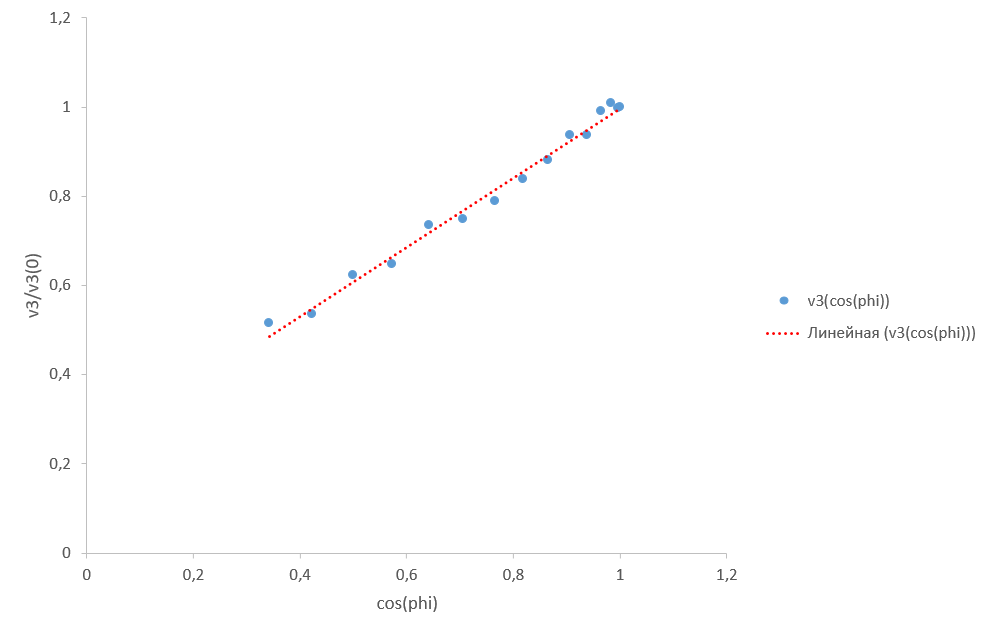 1,2
1
0,8
0,6
0,4
0,2
0
v3/v3(0)
0 0,2 0,4 0,6 0,8 1 1,2
cos(phi)
v3(cos(phi))
Линейная (v3(cos(phi)))